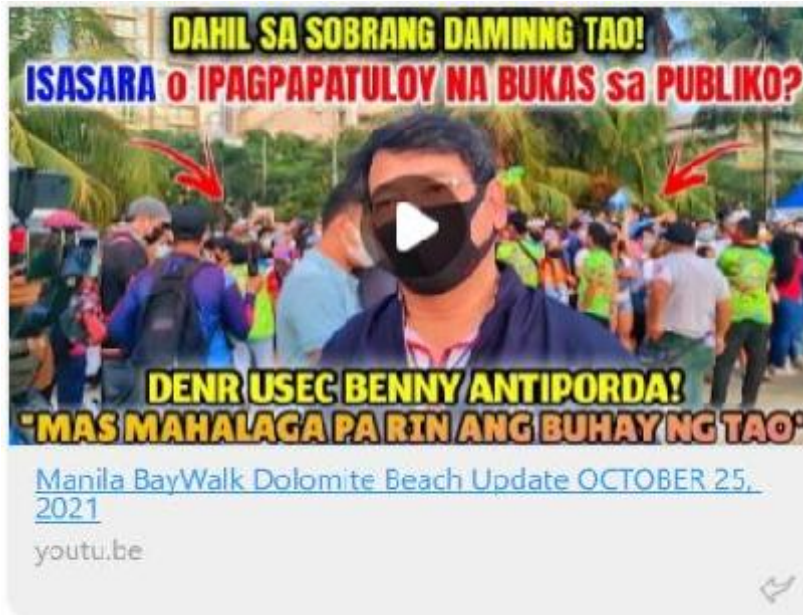 DAHIL SA SOBRANG DAMINNG TAO!
ISASARA o IPAGPAPATULOY NA BUKAS sa PUBLIKO?
DENR USEC BENNY ANTIPORDA!
"MAS MAHALAGA PA RIN ANG BUHAY NG TAO"
Manila BayWalk Dolomite Beach Update OCTOBER 25,
2021
youtu.be